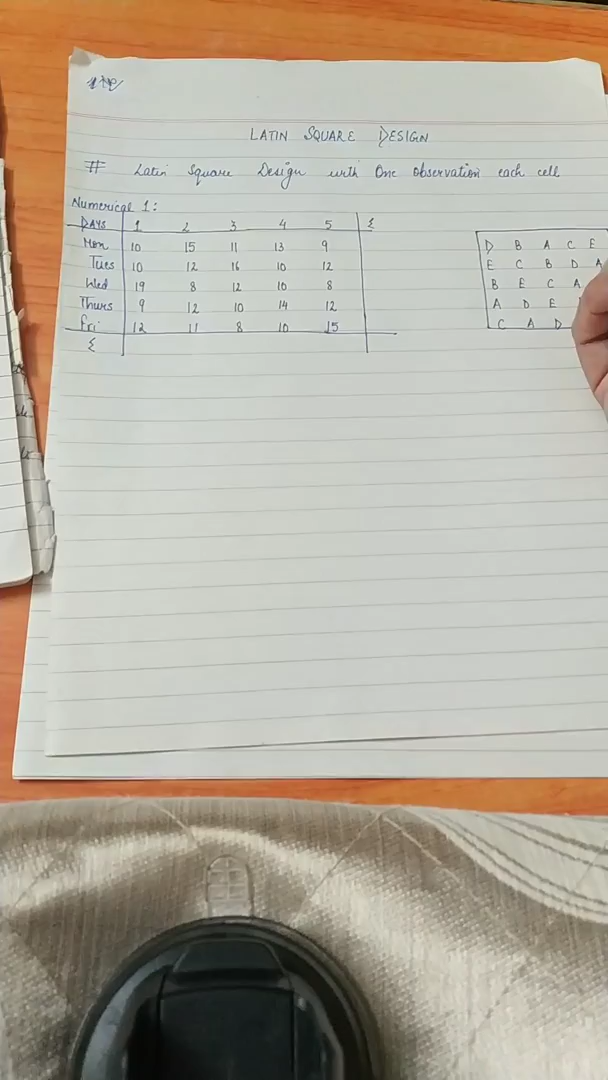 LATIN SQUARE DESIGN
# Latin Square Design with One observation each cell
Numerical 1:
DAYS 1 2 3 4 5 Σ
Mon 10 15 11 13 9
Tues 10 12 16 10 12
Wed 19 8 12 10 8
Thurs 9 12 10 14 12
Fri 12 11 8 10 15
Σ
D B A C E
E C B D A
B E C A
A D E
C A D